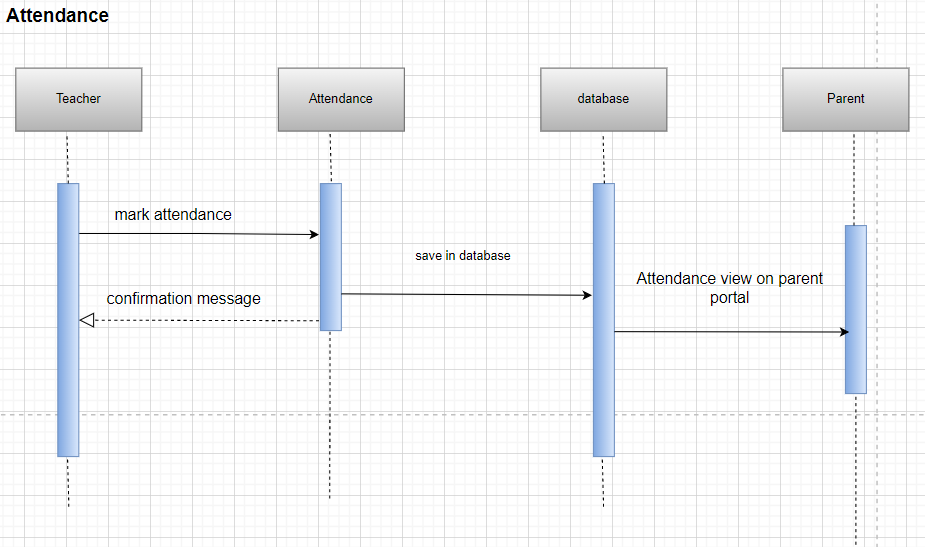 Attendance
Teacher
Attendance
database
Parent
mark attendance
save in database
Attendance view on parent
portal
confirmation message